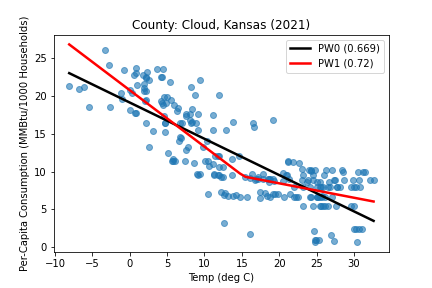 County: Cloud, Kansas (2021)
PW0 (0.669)
PW1 (0.72)
Per-Capita Consumption (MMBtu/1000 Households)
25
20
15
10
5
0
−10 −5 0 5 10 15 20 25 30
Temp (deg C)